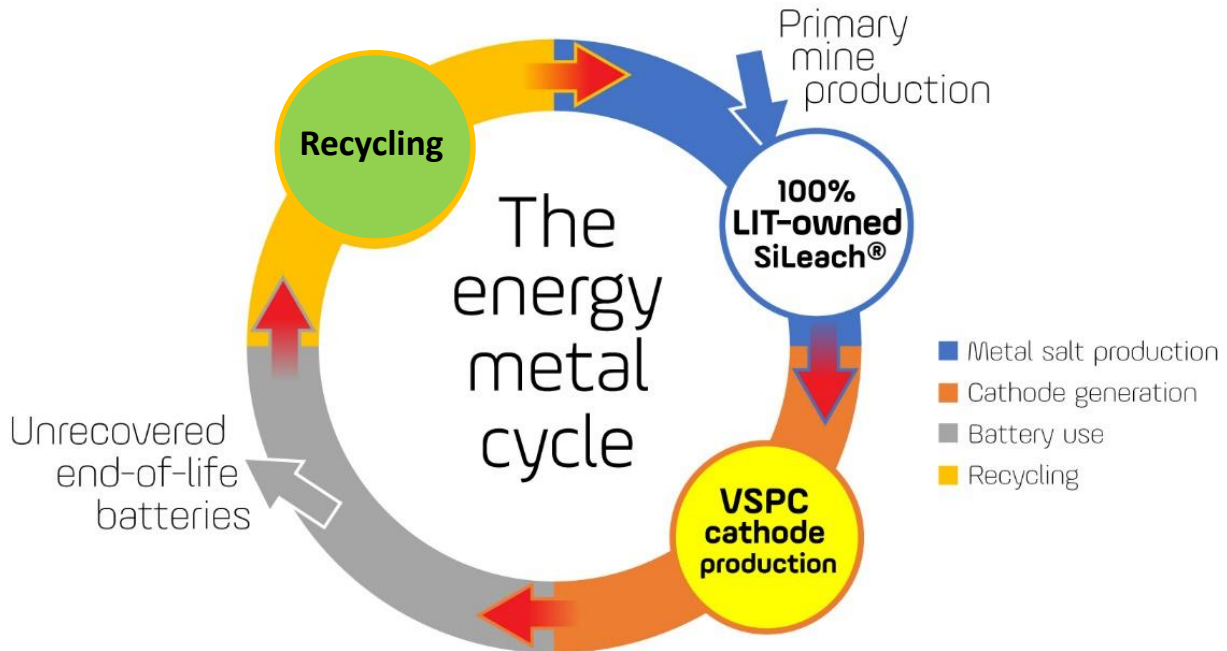 Primary
mine
production
Recycling
100%
LIT-owned
SiLeach®
The
energy
metal
cycle
Metal salt production
Cathode generation
Battery use
Recycling
Unrecovered
end-of-life
batteries
VSPC
cathode
production